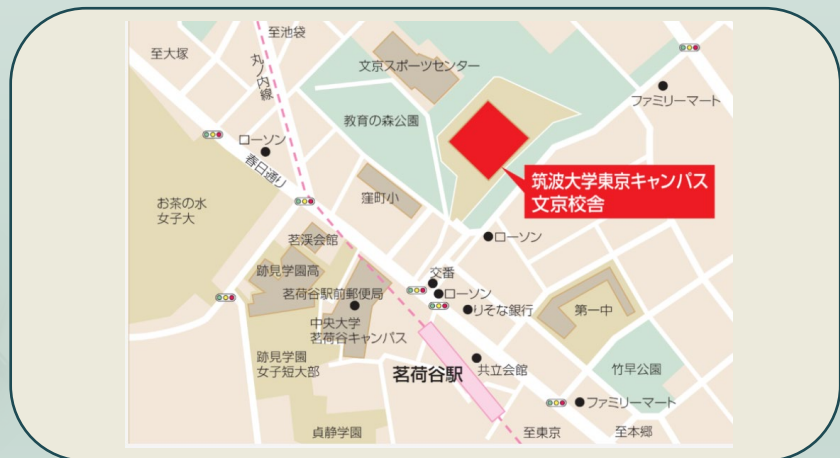 至池袋
至大塚
丸ノ内線
文京スポーツセンター
ファミリーマート
教育の森公園
ローソン
春日通り
筑波大学東京キャンパス
文京校舎
窪町小
お茶の水
女子大
茗渓会館
ローソン
跡見学園高
交番
茗荷谷駅前郵便局
ローソン
りそな銀行
第一中
中央大学
茗荷谷キャンパス
跡見学園
女子短大部
茗荷谷駅
共立会館
竹早公園
ファミリーマート
貞静学園
至東京
至本郷